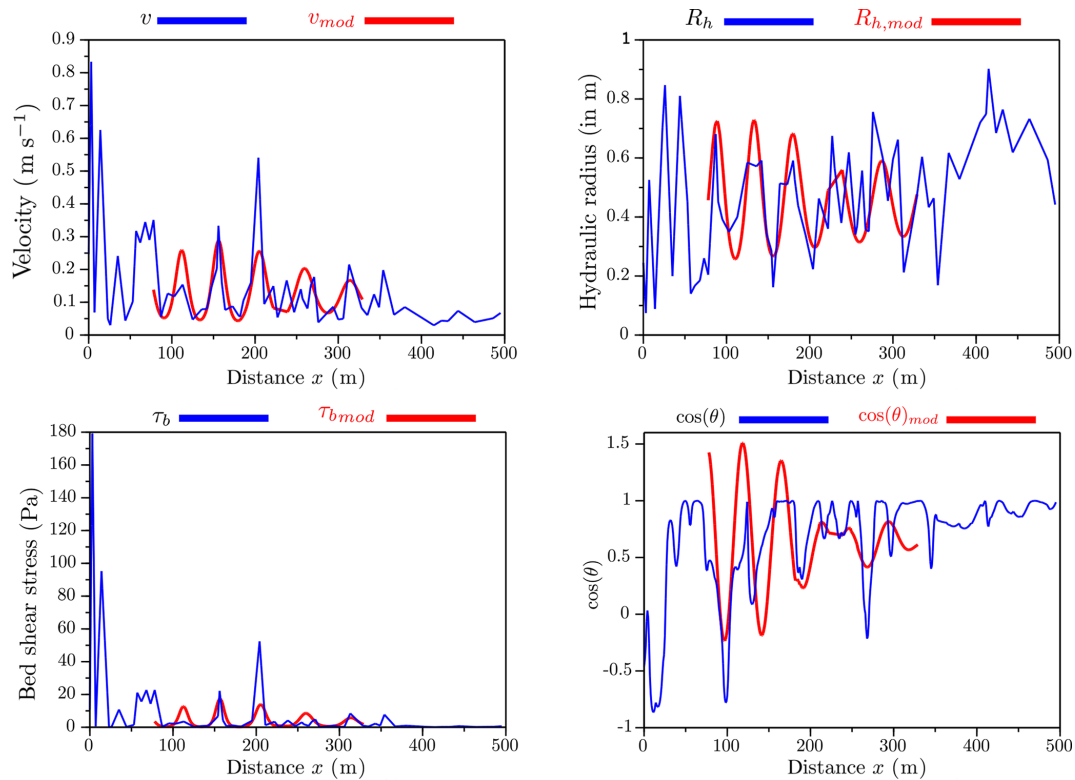 v v_mod
Velocity ( m s⁻¹)
0.9
0.8
0.7
0.6
0.5
0.4
0.3
0.2
0.1
0
0 100 200 300 400 500
Distance x (m)
R_h R_h,mod
Hydraulic radius (in m)
1
0.8
0.6
0.4
0.2
0
0 100 200 300 400 500
Distance x (m)
τ_b τ_bmod
Bed shear stress (Pa)
180
160
140
120
100
80
60
40
20
0
0 100 200 300 400 500
Distance x (m)
cos(θ) cos(θ)_mod
cos(θ)
1.5
1
0.5
0
-0.5
-1
0 100 200 300 400 500
Distance x (m)